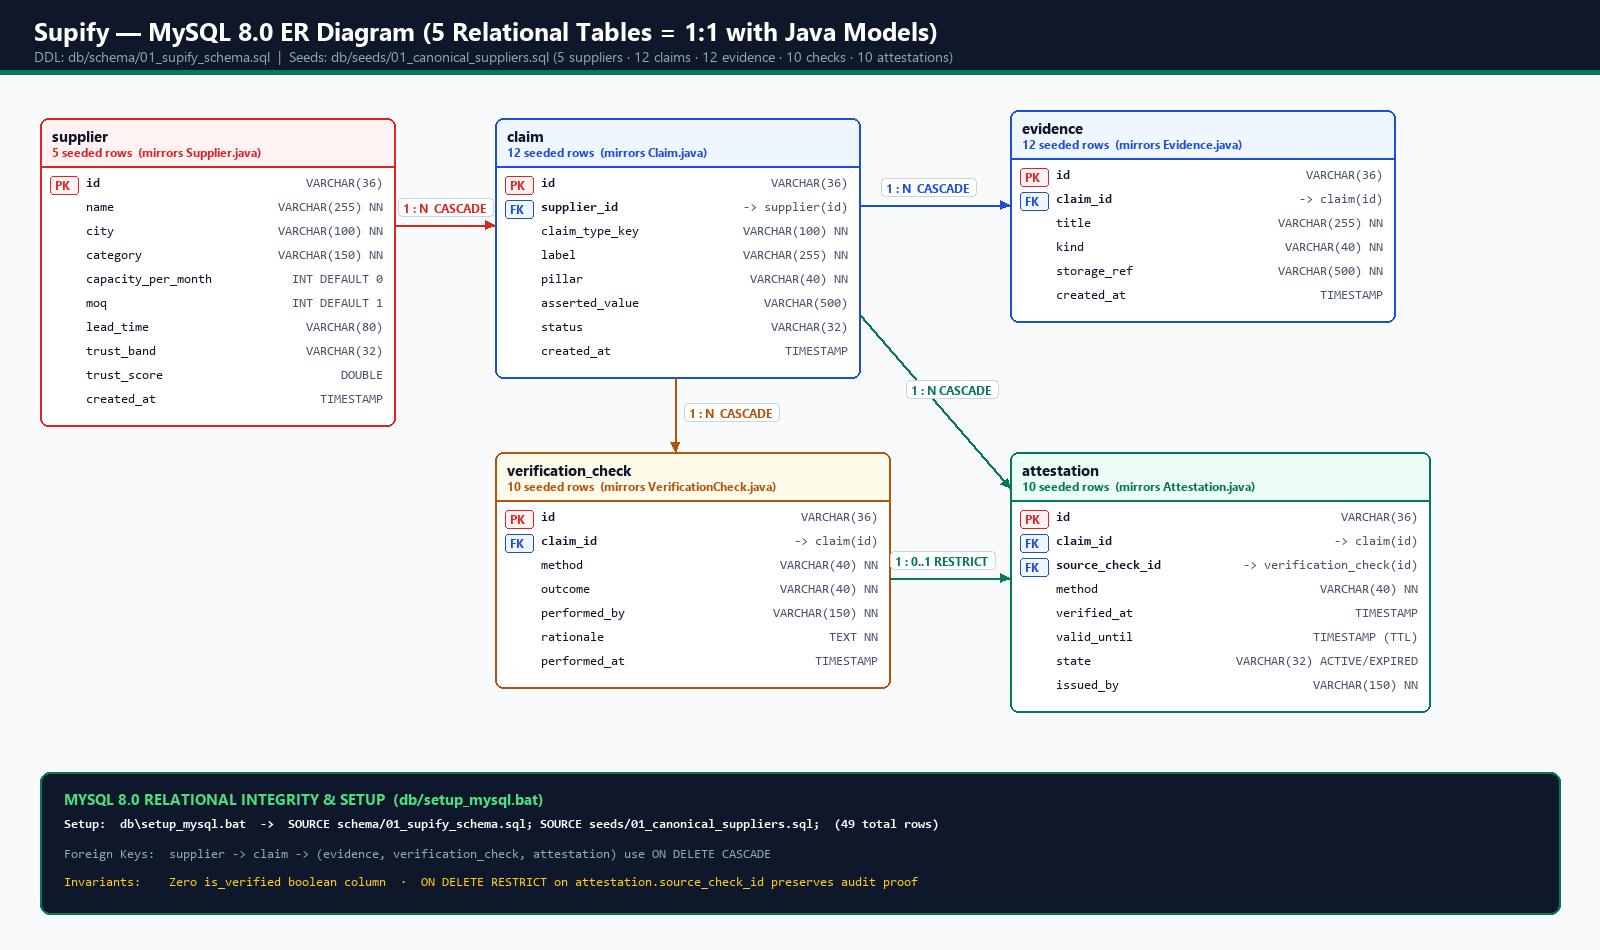 Supify — MySQL 8.0 ER Diagram (5 Relational Tables = 1:1 with Java Models)
DDL: db/schema/01_supify_schema.sql | Seeds: db/seeds/01_canonical_suppliers.sql (5 suppliers · 12 claims · 12 evidence · 10 checks · 10 attestations)
supplier
5 seeded rows (mirrors Supplier.java)
PK id VARCHAR(36)
name VARCHAR(255) NN
city VARCHAR(100) NN
category VARCHAR(150) NN
capacity_per_month INT DEFAULT 0
moq INT DEFAULT 1
lead_time VARCHAR(80)
trust_band VARCHAR(32)
trust_score DOUBLE
created_at TIMESTAMP
1 : N CASCADE
claim
12 seeded rows (mirrors Claim.java)
PK id VARCHAR(36)
FK supplier_id -> supplier(id)
claim_type_key VARCHAR(100) NN
label VARCHAR(255) NN
pillar VARCHAR(40) NN
asserted_value VARCHAR(500)
status VARCHAR(32)
created_at TIMESTAMP
1 : N CASCADE
evidence
12 seeded rows (mirrors Evidence.java)
PK id VARCHAR(36)
FK claim_id -> claim(id)
title VARCHAR(255) NN
kind VARCHAR(40) NN
storage_ref VARCHAR(500) NN
created_at TIMESTAMP
1 : N CASCADE
1 : N CASCADE
verification_check
10 seeded rows (mirrors VerificationCheck.java)
PK id VARCHAR(36)
FK claim_id -> claim(id)
method VARCHAR(40) NN
outcome VARCHAR(40) NN
performed_by VARCHAR(150) NN
rationale TEXT NN
performed_at TIMESTAMP
1 : 0..1 RESTRICT
attestation
10 seeded rows (mirrors Attestation.java)
PK id VARCHAR(36)
FK claim_id -> claim(id)
FK source_check_id -> verification_check(id)
method VARCHAR(40) NN
verified_at TIMESTAMP
valid_until TIMESTAMP (TTL)
state VARCHAR(32) ACTIVE/EXPIRED
issued_by VARCHAR(150) NN
MYSQL 8.0 RELATIONAL INTEGRITY & SETUP (db/setup_mysql.bat)
Setup: db\setup_mysql.bat -> SOURCE schema/01_supify_schema.sql; SOURCE seeds/01_canonical_suppliers.sql; (49 total rows)
Foreign Keys: supplier -> claim -> (evidence, verification_check, attestation) use ON DELETE CASCADE
Invariants: Zero is_verified boolean column · ON DELETE RESTRICT on attestation.source_check_id preserves audit proof